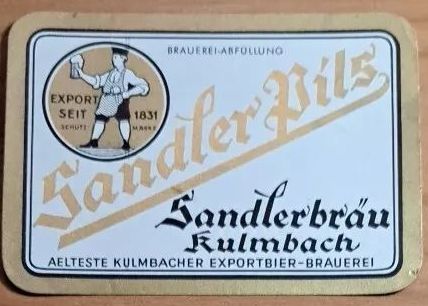 BRAUEREI-ABFÜLLUNG
EXPORT
SEIT 1831
SCHUTZ MARKE
Sandler Pils
Sandlerbräu
Kulmbach
AELTESTE KULMBACHER EXPORTBIER-BRAUEREI